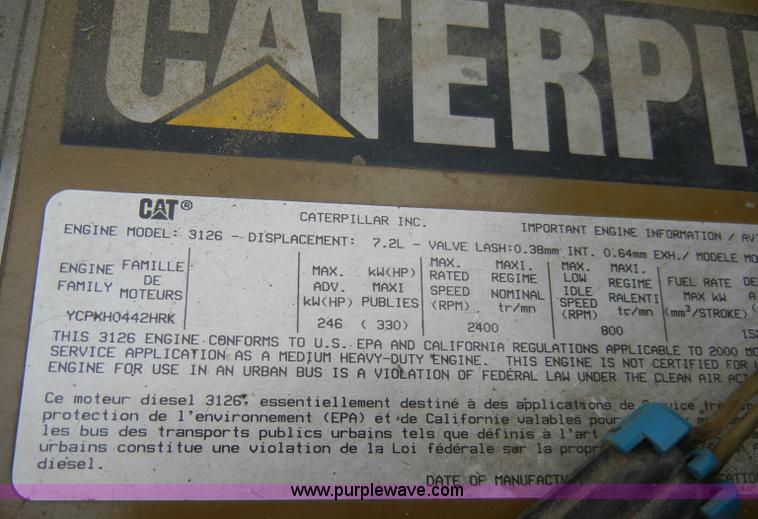 CATERPI
CAT®
CATERPILLAR INC.
IMPORTANT ENGINE INFORMATION /
ENGINE MODEL: 3126 - DISPLACEMENT: 7.2L - VALVE LASH:0.38mm INT. 0.64mm EXH./ MODELE
ENGINE FAMILY
FAMILLE DE MOTEURS
YCPXH0442HRK
MAX. kW(HP)
ADV. MAXI
kW(HP) PUBLIES
246 ( 330)
MAX. MAXI.
RATED REGIME
SPEED NOMINAL
(RPM) tr/mn
2400
MAX. MAXI.
LOW REGIME
IDLE RALENTI
SPEED tr/mn
(RPM)
800
FUEL RATE
MAX kW
(mm³/STROKE)
THIS 3126 ENGINE CONFORMS TO U.S. EPA AND CALIFORNIA REGULATIONS APPLICABLE TO 2000
SERVICE APPLICATION AS A MEDIUM HEAVY-DUTY ENGINE. THIS ENGINE IS NOT CERTIFIED FOR
ENGINE FOR USE IN AN URBAN BUS IS A VIOLATION OF FEDERAL LAW UNDER THE CLEAN AIR ACT
Ce moteur diesel 3126, essentiellement destiné à des applications de Service
protection de l'environnement (EPA) et de Californie valables pour
les bus des transports publics urbains tels que définis à l'art
urbains constitue une violation de la Loi fédérale sur la
diesel.
DATE OF
www.purplewave.com